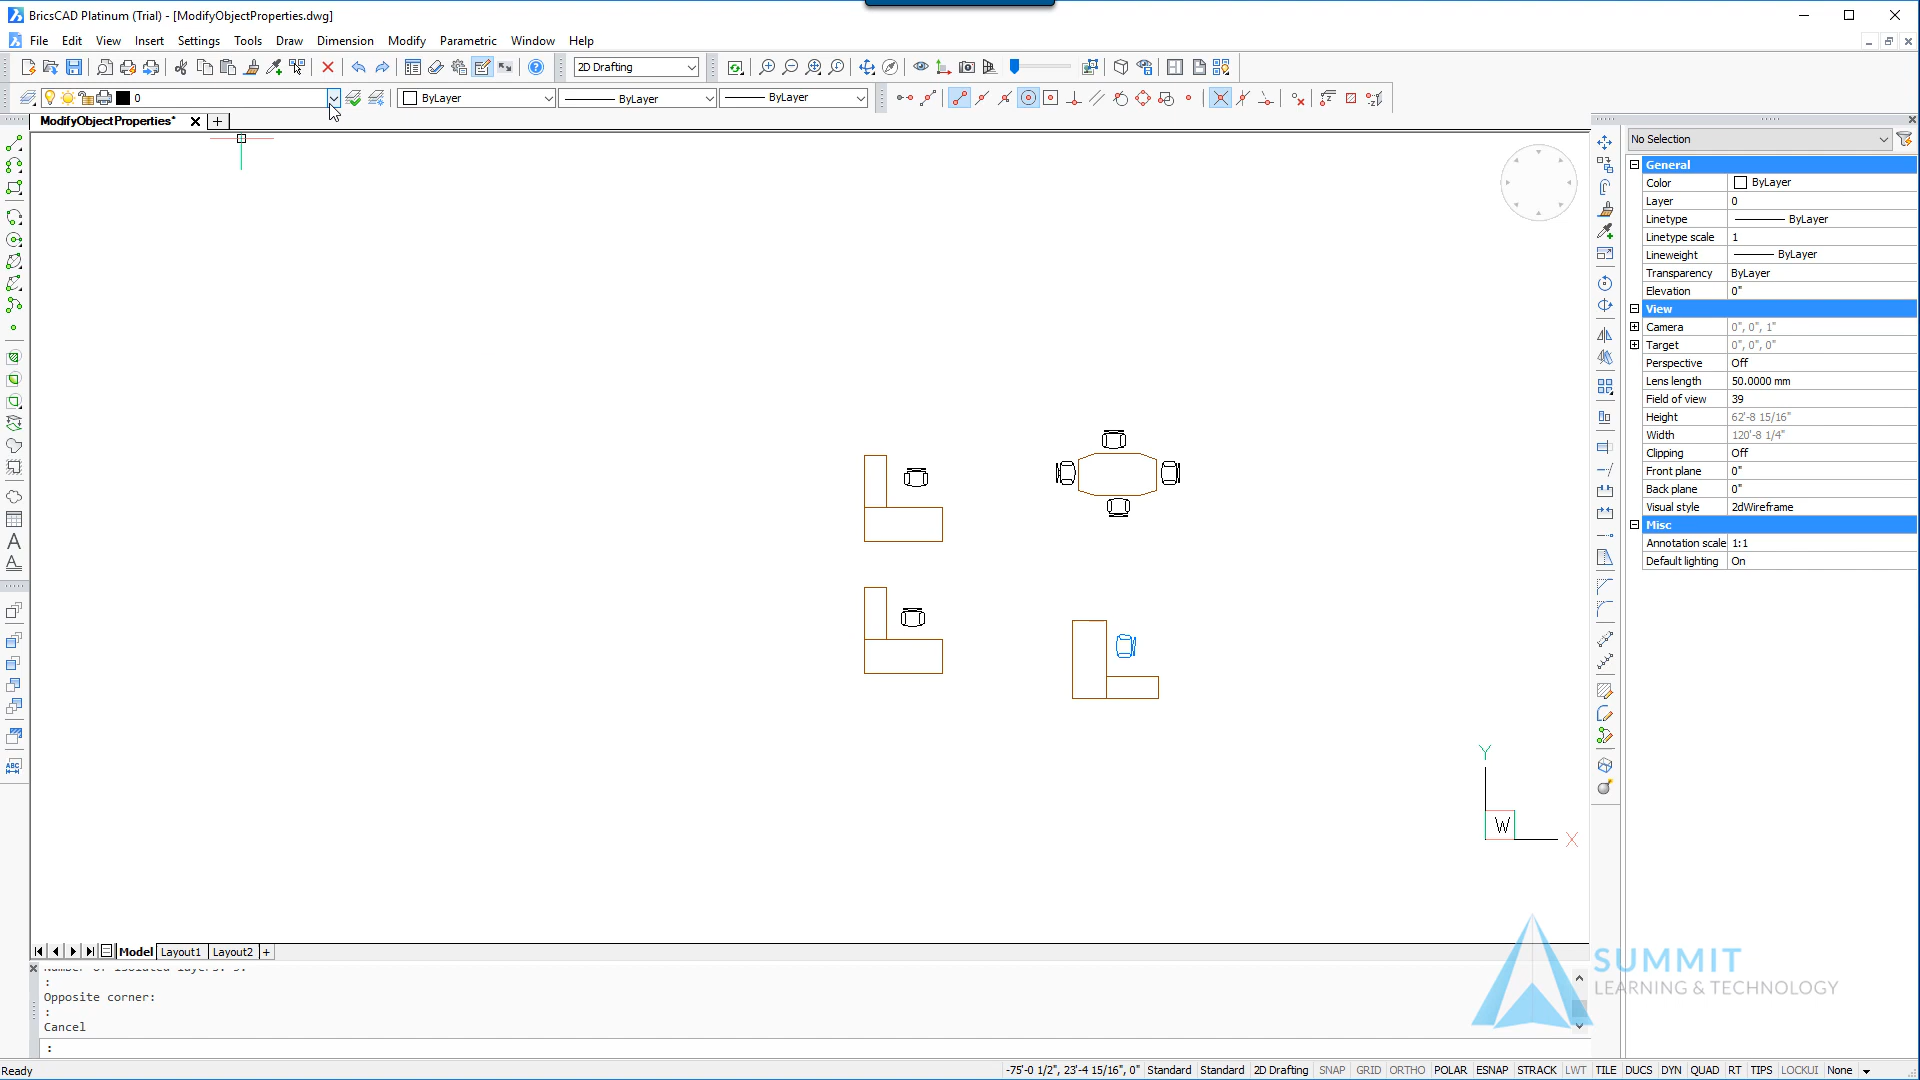 BricsCAD Platinum (Trial) - [ModifyObjectProperties.dwg]
File Edit View Insert Settings Tools Draw Dimension Modify Parametric Window Help
2D Drafting
0 ByLayer ByLayer ByLayer
ModifyObjectProperties*
No Selection
General
Color ByLayer
Layer 0
Linetype ByLayer
Linetype scale 1
Lineweight ByLayer
Transparency ByLayer
Elevation 0"
View
Camera 0", 0", 1"
Target 0", 0", 0"
Perspective Off
Lens length 50.0000 mm
Field of view 39
Height 62'-8 15/16"
Width 120'-8 1/4"
Clipping Off
Front plane 0"
Back plane 0"
Visual style 2dWireframe
Misc
Annotation scale 1:1
Default lighting On
A
A
ABC
Y
W
X
Model Layout1 Layout2 +
Number of isolated layers:
:
Opposite corner:
:
Cancel
:
SUMMIT
LEARNING & TECHNOLOGY
Ready
-75'-0 1/2", 23'-4 15/16", 0" Standard Standard 2D Drafting SNAP GRID ORTHO POLAR ESNAP STRACK LWT TILE DUCS DYN QUAD RT TIPS LOCKUI None